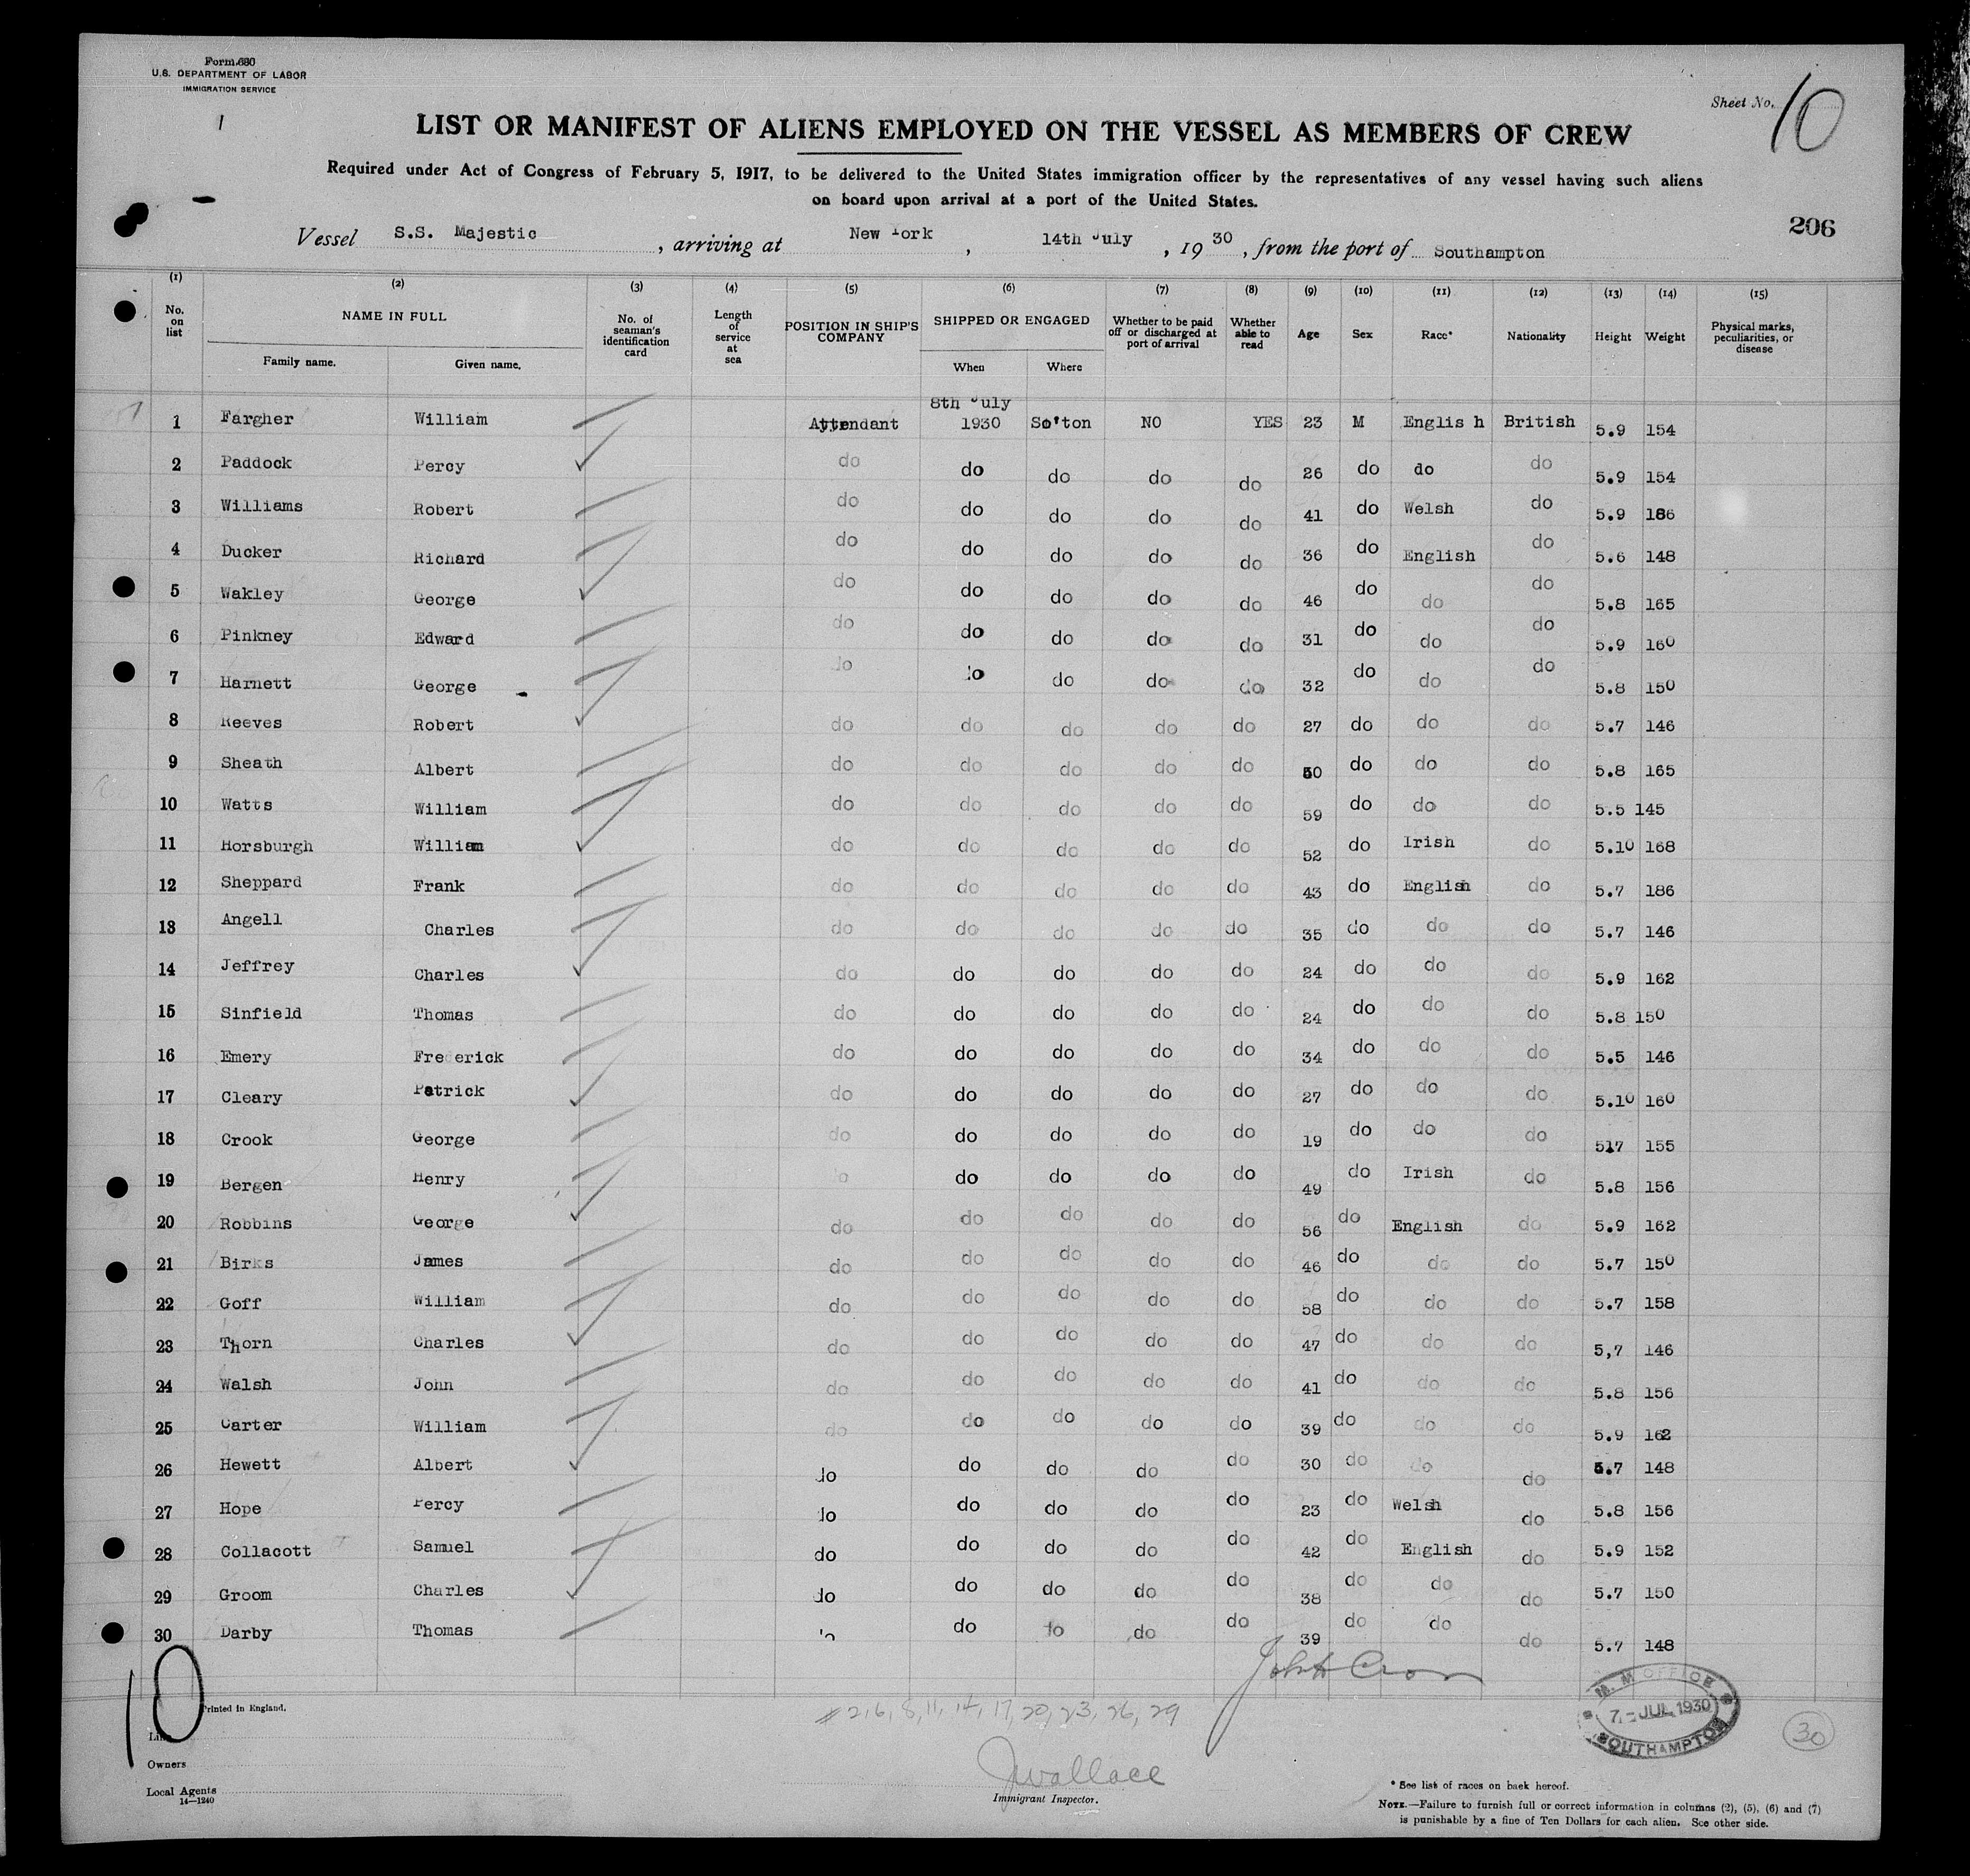 Form 680
U.S. DEPARTMENT OF LABOR
IMMIGRATION SERVICE
Sheet No. 10
LIST OR MANIFEST OF ALIENS EMPLOYED ON THE VESSEL AS MEMBERS OF CREW
Required under Act of Congress of February 5, 1917, to be delivered to the United States immigration officer by the representatives of any vessel having such aliens
on board upon arrival at a port of the United States.
206
Vessel S.S. Majestic, arriving at New York, 14th July, 1930, from the port of Southampton
(1) (2) (3) (4) (5) (6) (7) (8) (9) (10) (11) (12) (13) (14) (15)
No. on list NAME IN FULL Family name. Given name. No. of seaman's identification card Length of service at sea POSITION IN SHIP'S COMPANY SHIPPED OR ENGAGED When Where Whether to be paid off or discharged at port of arrival Whether able to read Age Sex Race* Nationality Height Weight Physical marks, peculiarities, or disease
1 Fargher William Attendant 8th July 1930 So'ton NO YES 23 M Englis h British 5.9 154
2 Paddock Percy do do do do do 26 do do do 5.9 154
3 Williams Robert do do do do do 41 do Welsh do 5.9 186
4 Ducker Richard do do do do do 36 do English do 5.6 148
5 Wakley George do do do do do 46 do do do 5.8 165
6 Pinkney Edward do do do do do 31 do do do 5.9 160
7 Harnett George do do do do do 32 do do do 5.8 150
8 Reeves Robert do do do do do 27 do do do 5.7 146
9 Sheath Albert do do do do do 50 do do do 5.8 165
10 Watts William do do do do do 59 do do do 5.5 145
11 Horsburgh William do do do do do 52 do Irish do 5.10 168
12 Sheppard Frank do do do do do 43 do English do 5.7 186
13 Angell Charles do do do do do 35 do do do 5.7 146
14 Jeffrey Charles do do do do do 24 do do do 5.9 162
15 Sinfield Thomas do do do do do 24 do do do 5.8 150
16 Emery Frederick do do do do do 34 do do do 5.5 146
17 Cleary Patrick do do do do do 27 do do do 5.10 160
18 Crook George do do do do do 19 do do do 517 155
19 Bergen Henry do do do do do 49 do Irish do 5.8 156
20 Robbins George do do do do do 56 do English do 5.9 162
21 Birks James do do do do do 46 do do do 5.7 150
22 Goff William do do do do do 58 do do do 5.7 158
23 Thorn Charles do do do do do 47 do do do 5,7 146
24 Walsh John do do do do do 41 do do do 5.8 156
25 Carter William do do do do do 39 do do do 5.9 162
26 Hewett Albert do do do do do 30 do do do 5.7 148
27 Hope Percy do do do do do 23 do Welsh do 5.8 156
28 Collacott Samuel do do do do do 42 do English do 5.9 152
29 Groom Charles do do do do do 38 do do do 5.7 150
30 Darby Thomas do do do do do 39 do do do 5.7 148
10
Printed in England.
# 2,6,8,11,14,17,20,23,26,29
M. M OFFICE
7 - JUL 1930
SOUTHAMPTON
30
Line
Owners
Local Agents
14—1240
J Wallace
Immigrant Inspector.
* See list of races on back hereof.
NOTE.—Failure to furnish full or correct information in columns (2), (5), (6) and (7)
is punishable by a fine of Ten Dollars for each alien. See other side.